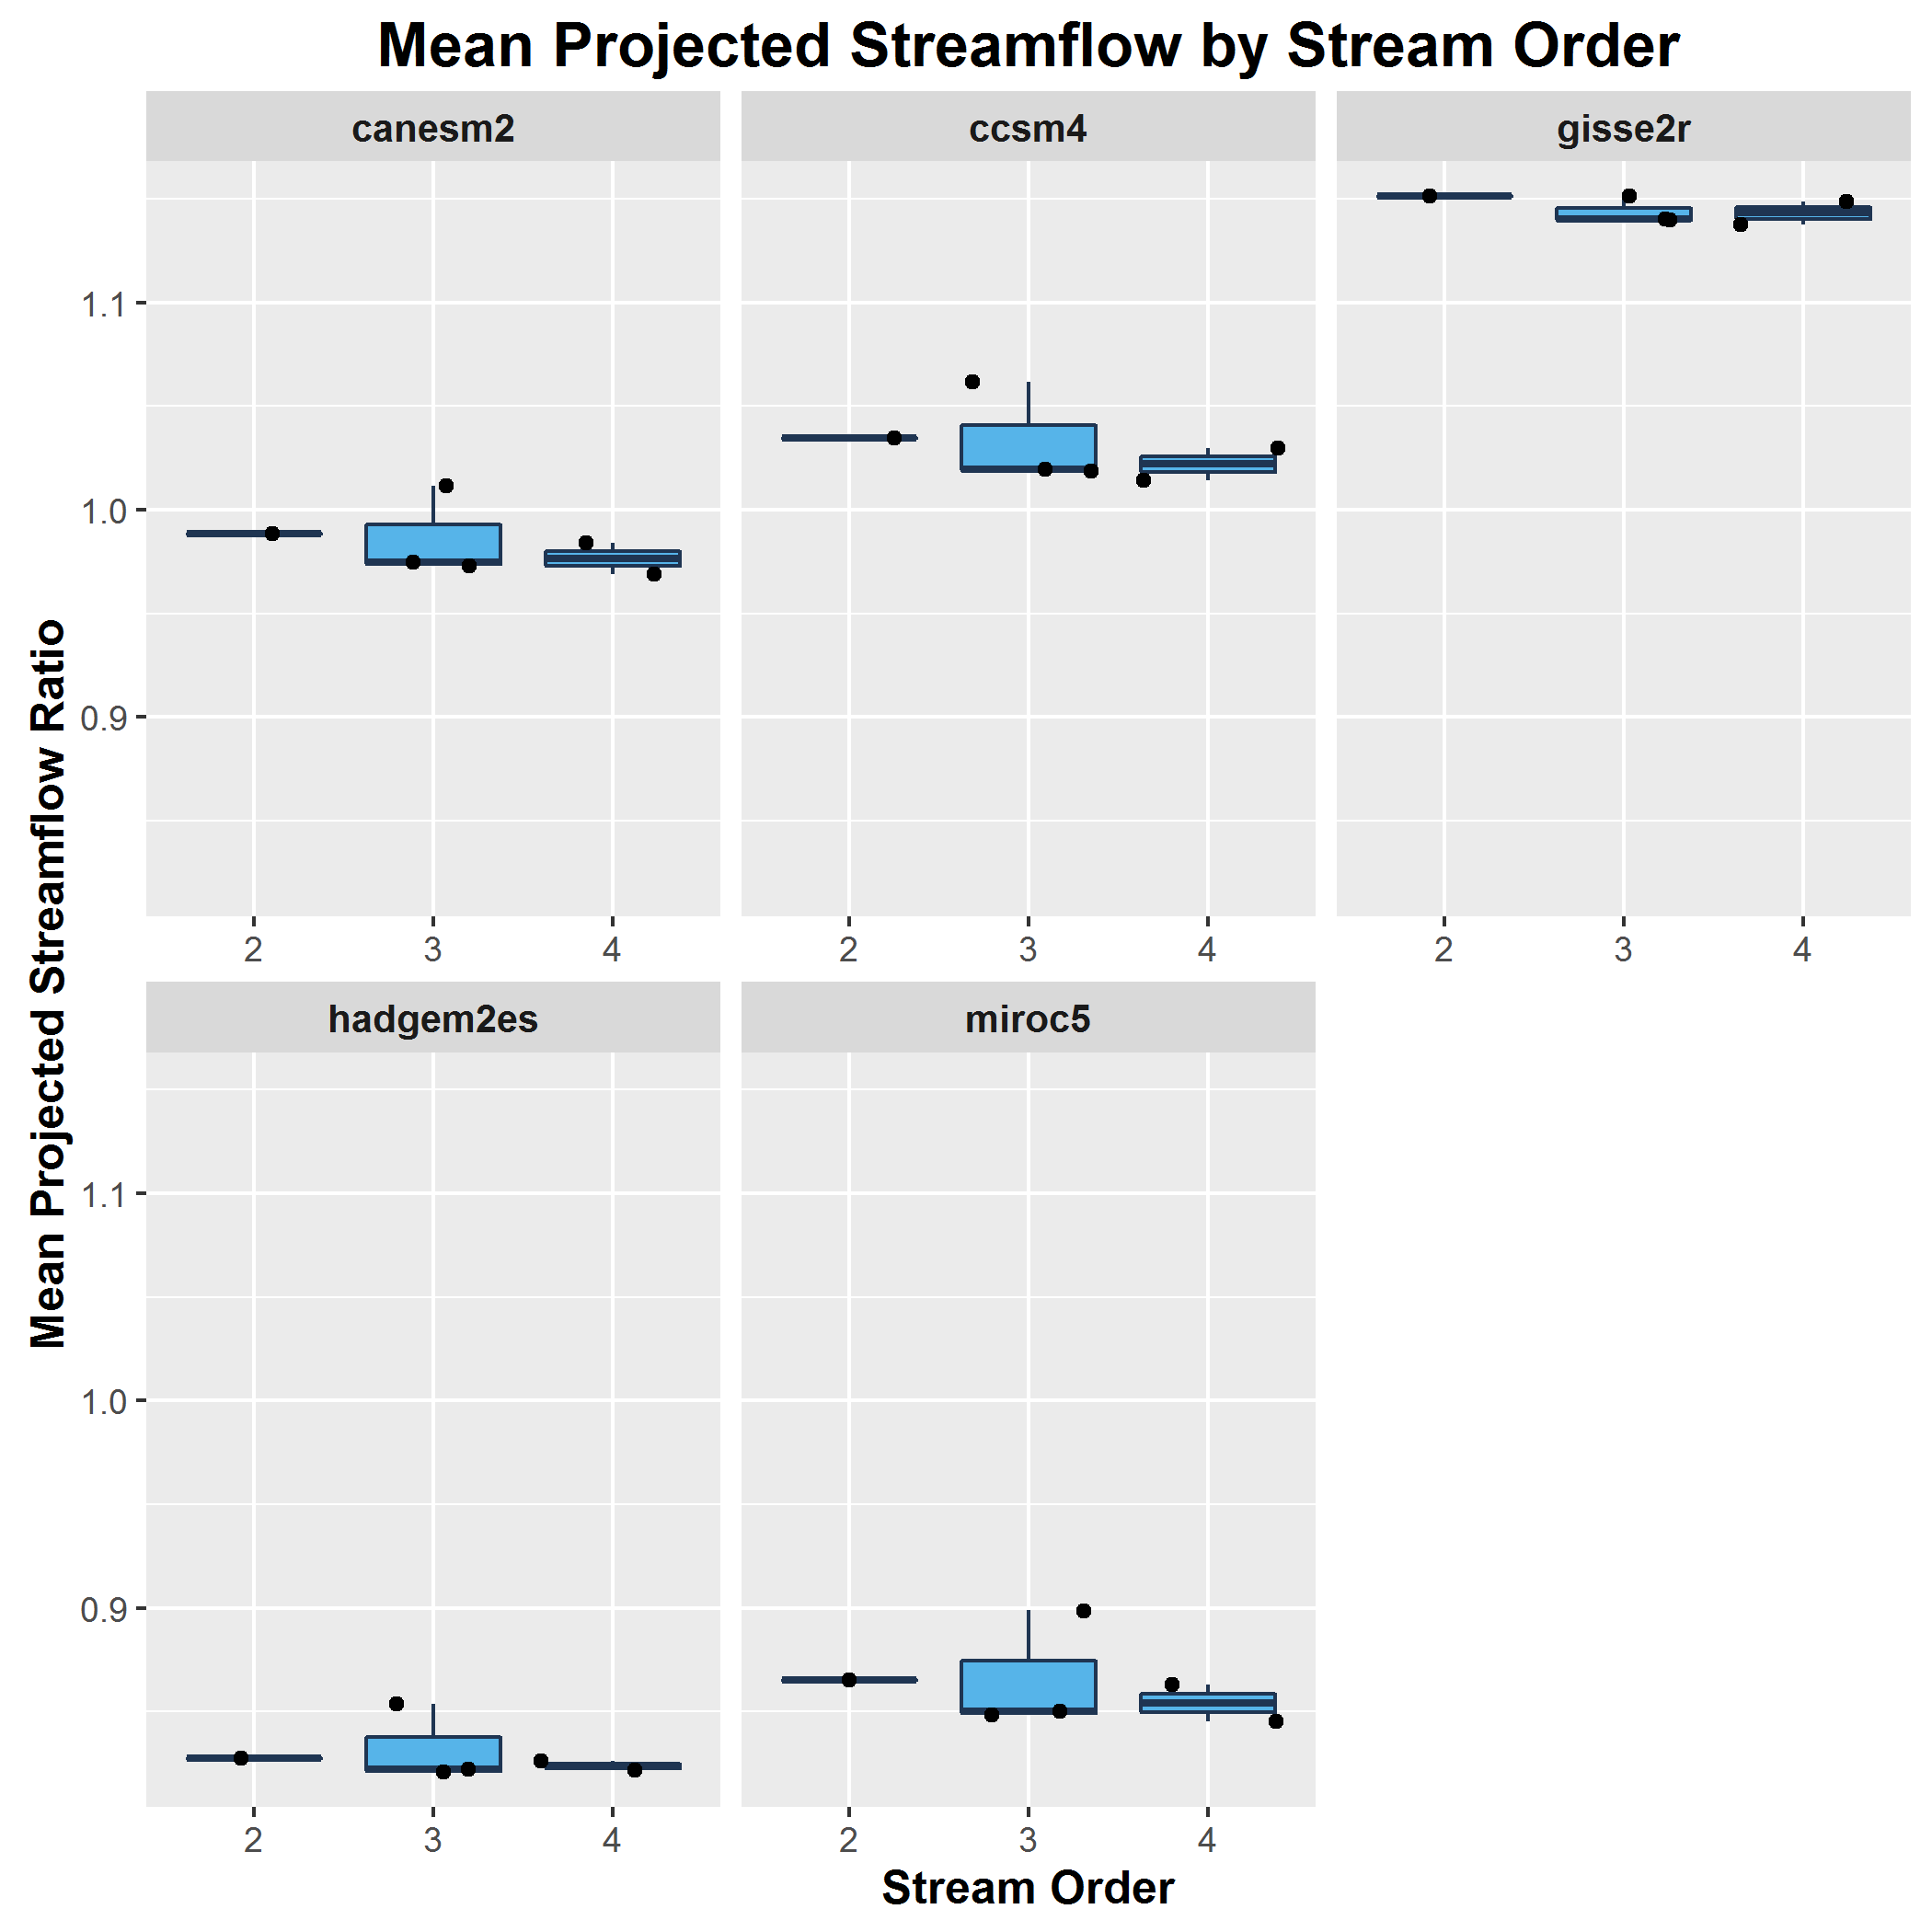 Mean Projected Streamflow by Stream Order
canesm2
ccsm4
gisse2r
Mean Projected Streamflow Ratio
1.1
1.0
0.9
2 3 4
2 3 4
2 3 4
hadgem2es
miroc5
1.1
1.0
0.9
2 3 4
2 3 4
Stream Order